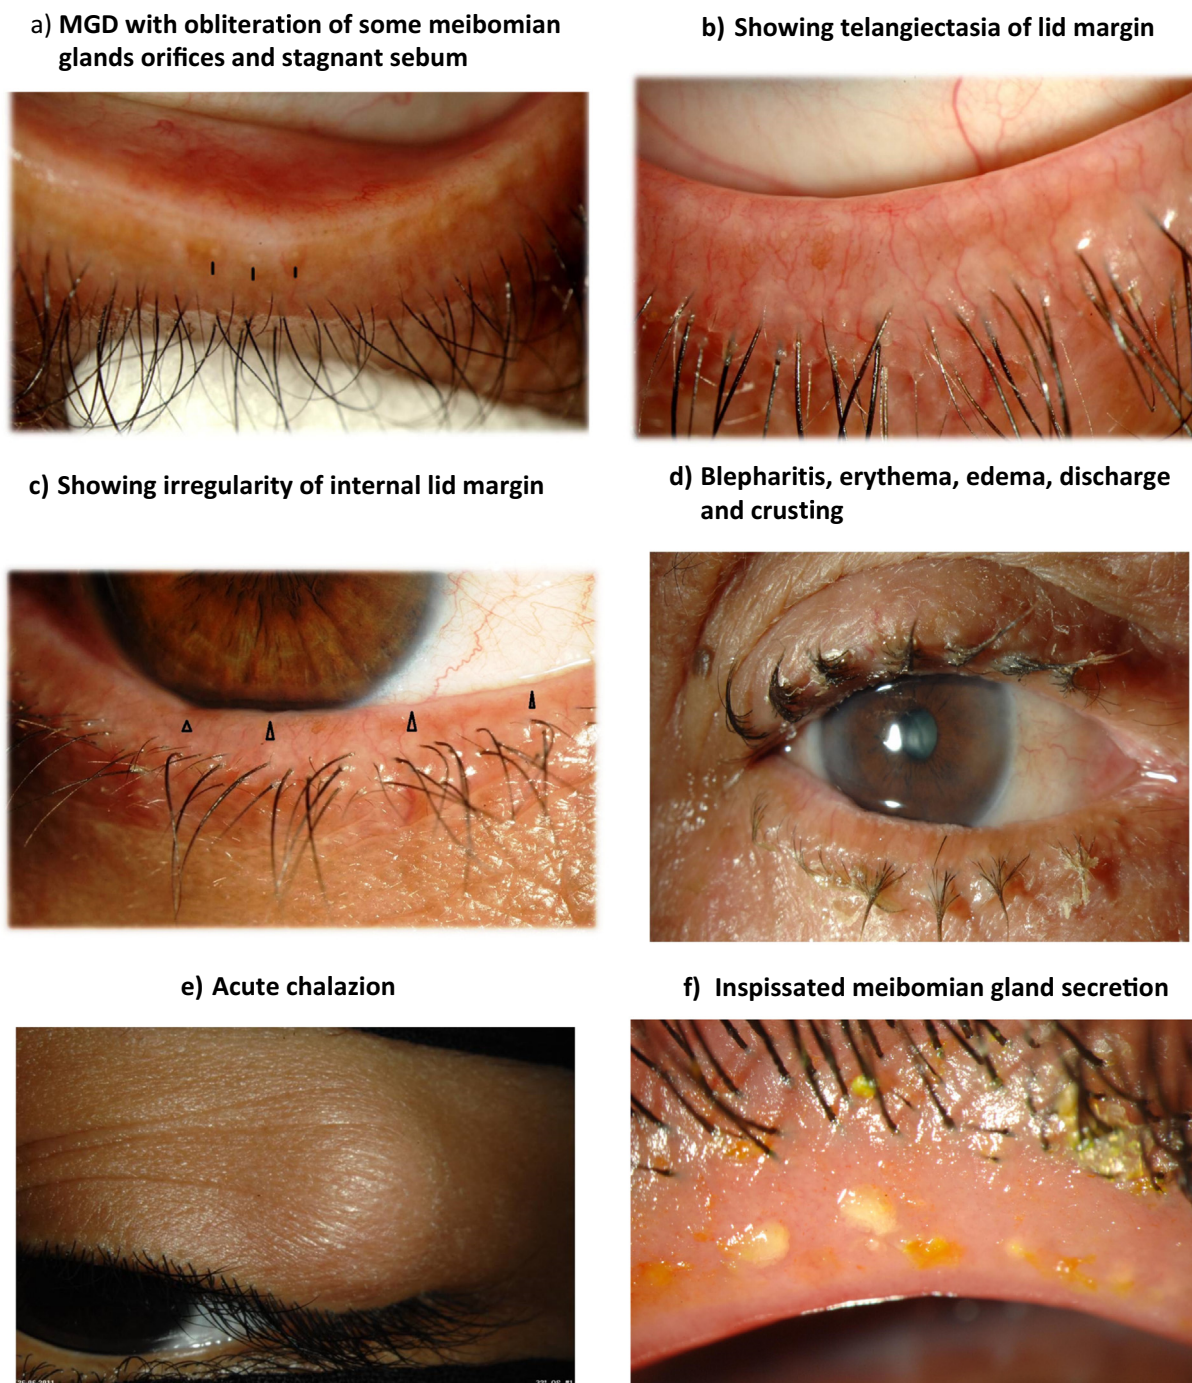 a) MGD with obliteration of some meibomian
glands orifices and stagnant sebum
b) Showing telangiectasia of lid margin
c) Showing irregularity of internal lid margin
d) Blepharitis, erythema, edema, discharge
and crusting
e) Acute chalazion
f) Inspissated meibomian gland secretion